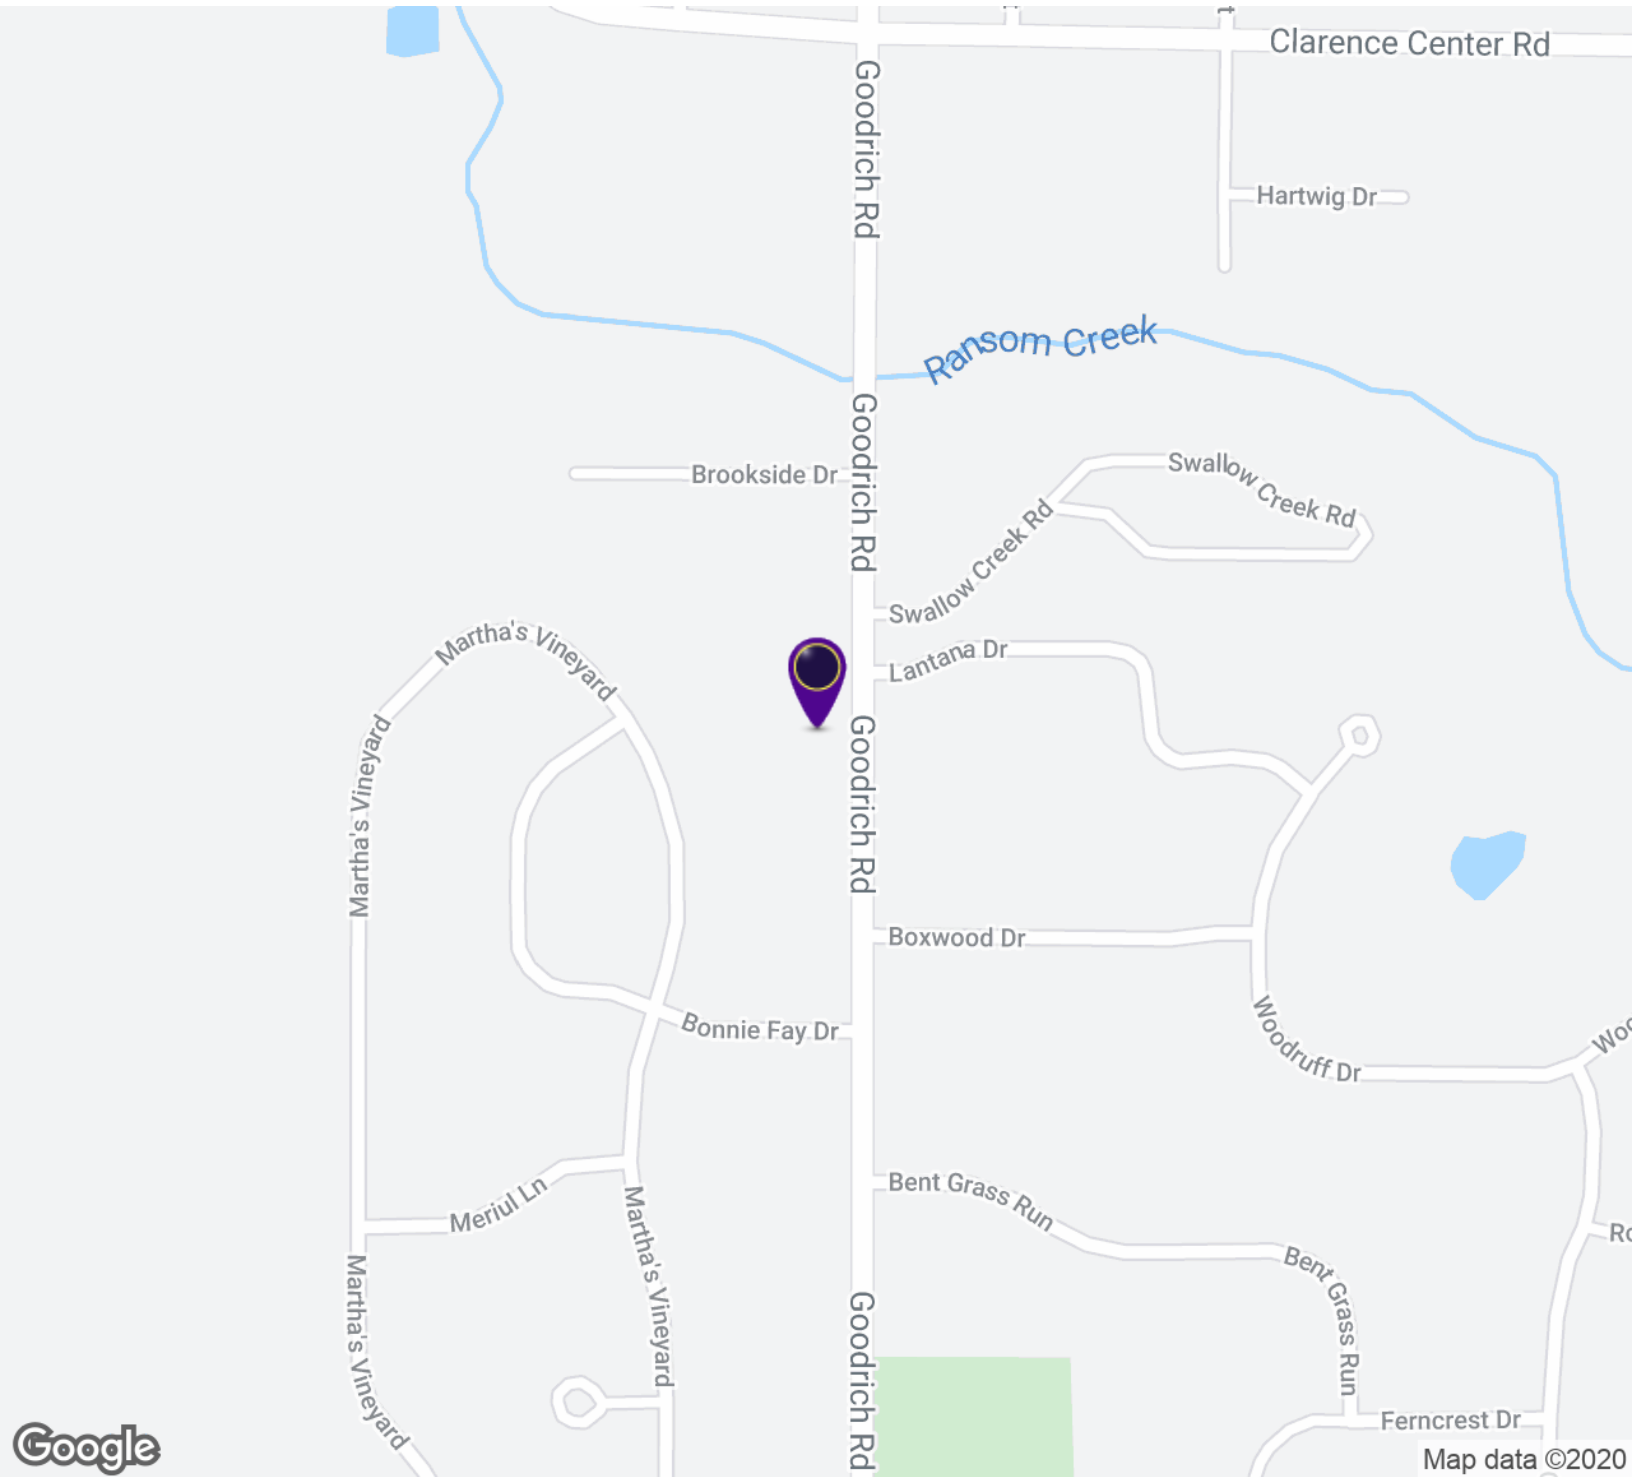 Clarence Center Rd
Goodrich Rd
Hartwig Dr
Ransom Creek
Goodrich Rd
Brookside Dr
Swallow Creek Rd
Swallow Creek Rd
Martha's Vineyard
Lantana Dr
Martha's Vineyard
Goodrich Rd
Boxwood Dr
Bonnie Fay Dr
Woodruff Dr
Meriul Ln
Bent Grass Run
Martha's Vineyard
Martha's Vineyard
Bent Grass Run
Goodrich Rd
Ferncrest Dr
Google
Map data ©2020